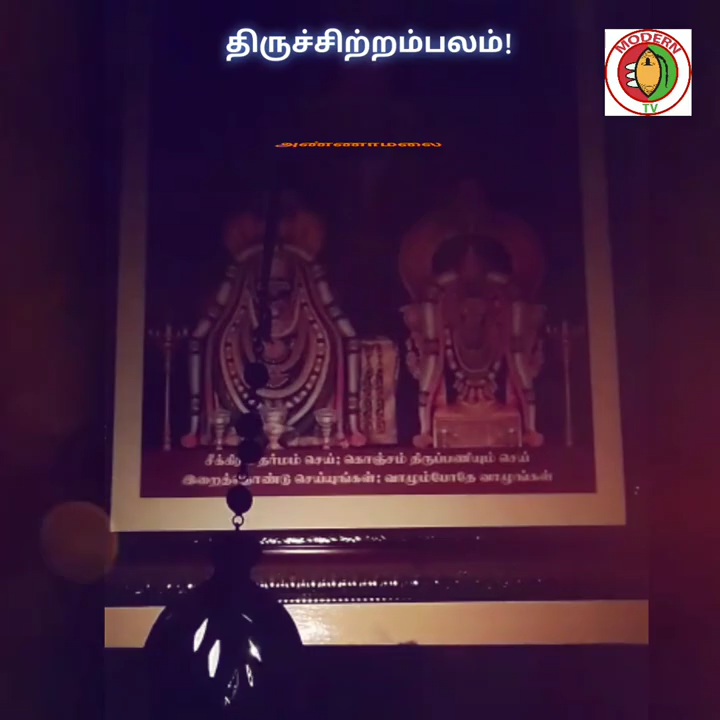 திருச்சிற்றம்பலம்!
MODERN
TV
அண்ணாமலை
தர்மம் செய்; கொஞ்சம் திருப்பணியும் செய்
செய்யுங்கள்; வாழும்போதே வாழுங்கள்